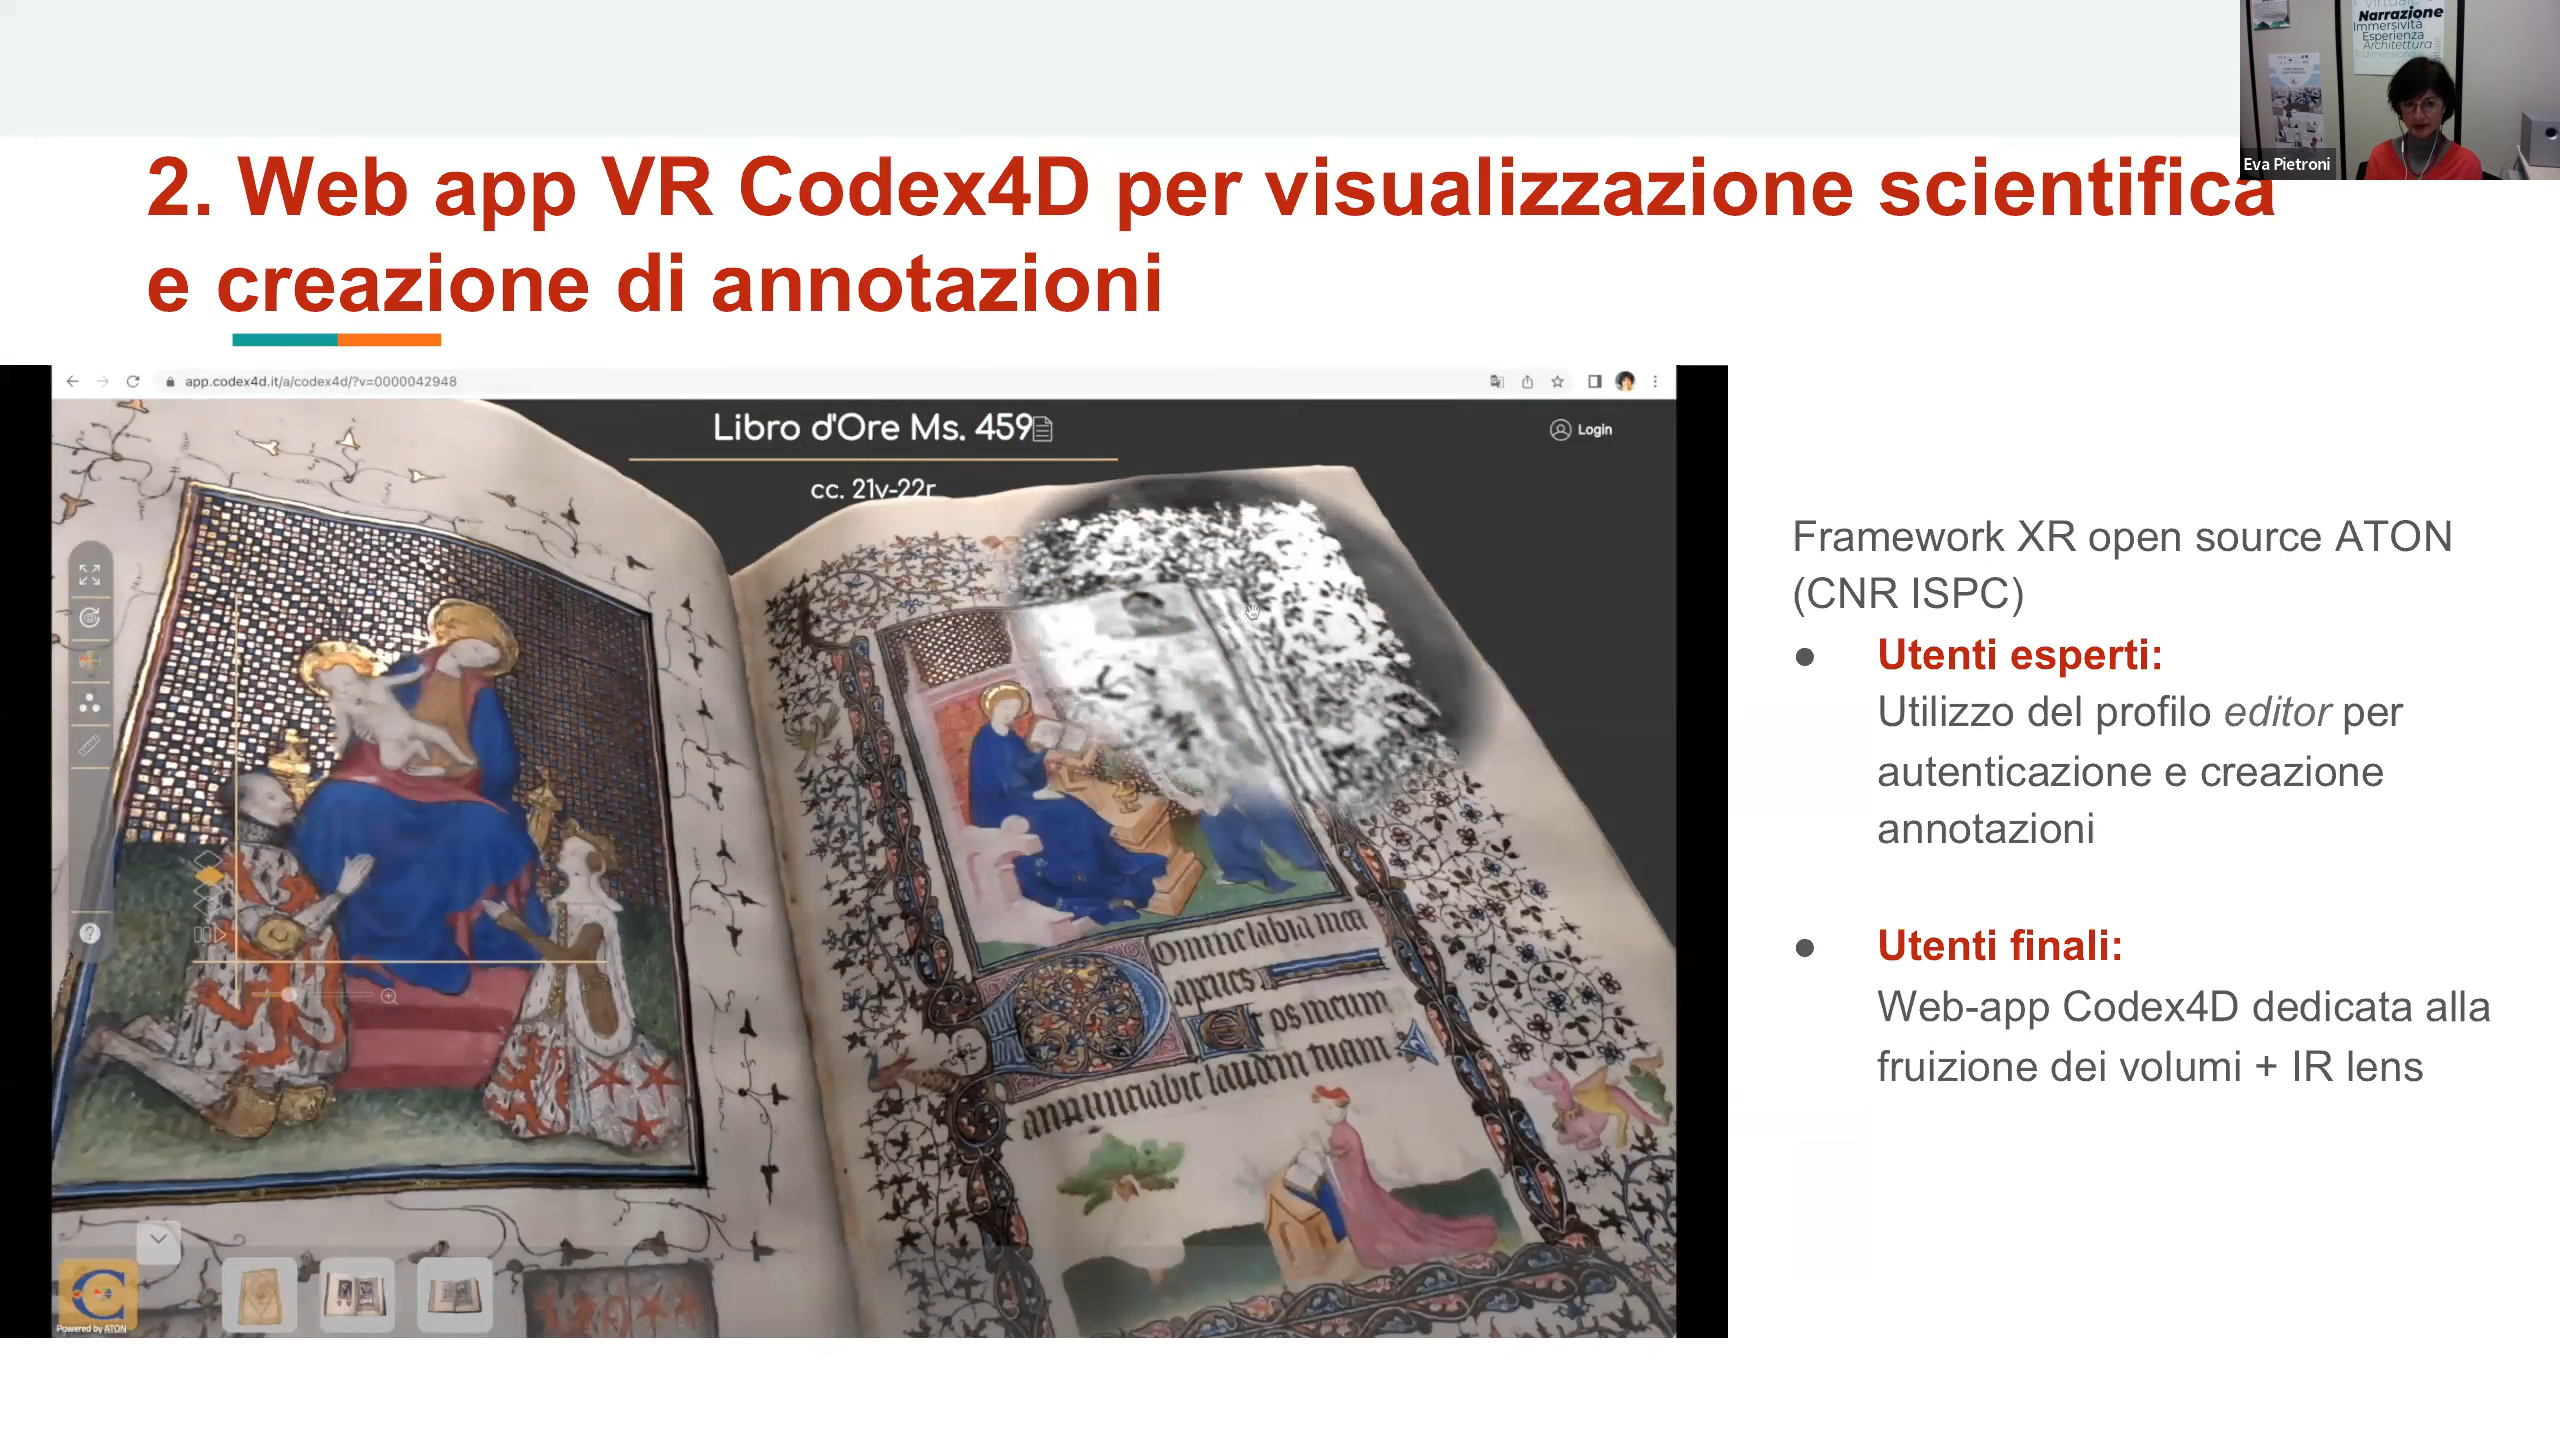 Virtuale
Narrazione
Immersività
Esperienza
Architettura
Eva Pietroni
2. Web app VR Codex4D per visualizzazione scientifica
e creazione di annotazioni
app.codex4d.it/a/codex4d/?v=0000042948
Libro d'Ore Ms. 459
Login
cc. 21v-22r
Powered by ATON
Framework XR open source ATON
(CNR ISPC)
● Utenti esperti:
Utilizzo del profilo editor per
autenticazione e creazione
annotazioni
● Utenti finali:
Web-app Codex4D dedicata alla
fruizione dei volumi + IR lens